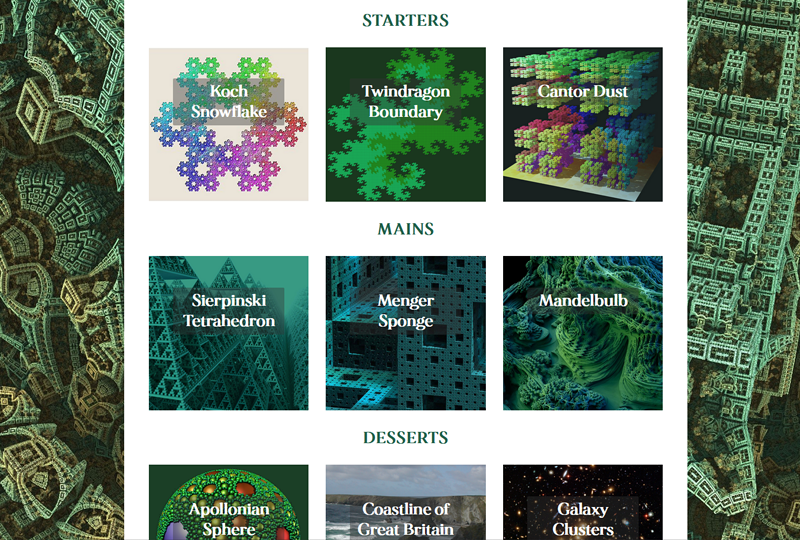 STARTERS
Koch
Snowflake
Twindragon
Boundary
Cantor Dust
MAINS
Sierpinski
Tetrahedron
Menger
Sponge
Mandelbulb
DESSERTS
Apollonian
Sphere
Coastline of
Great Britain
Galaxy
Clusters